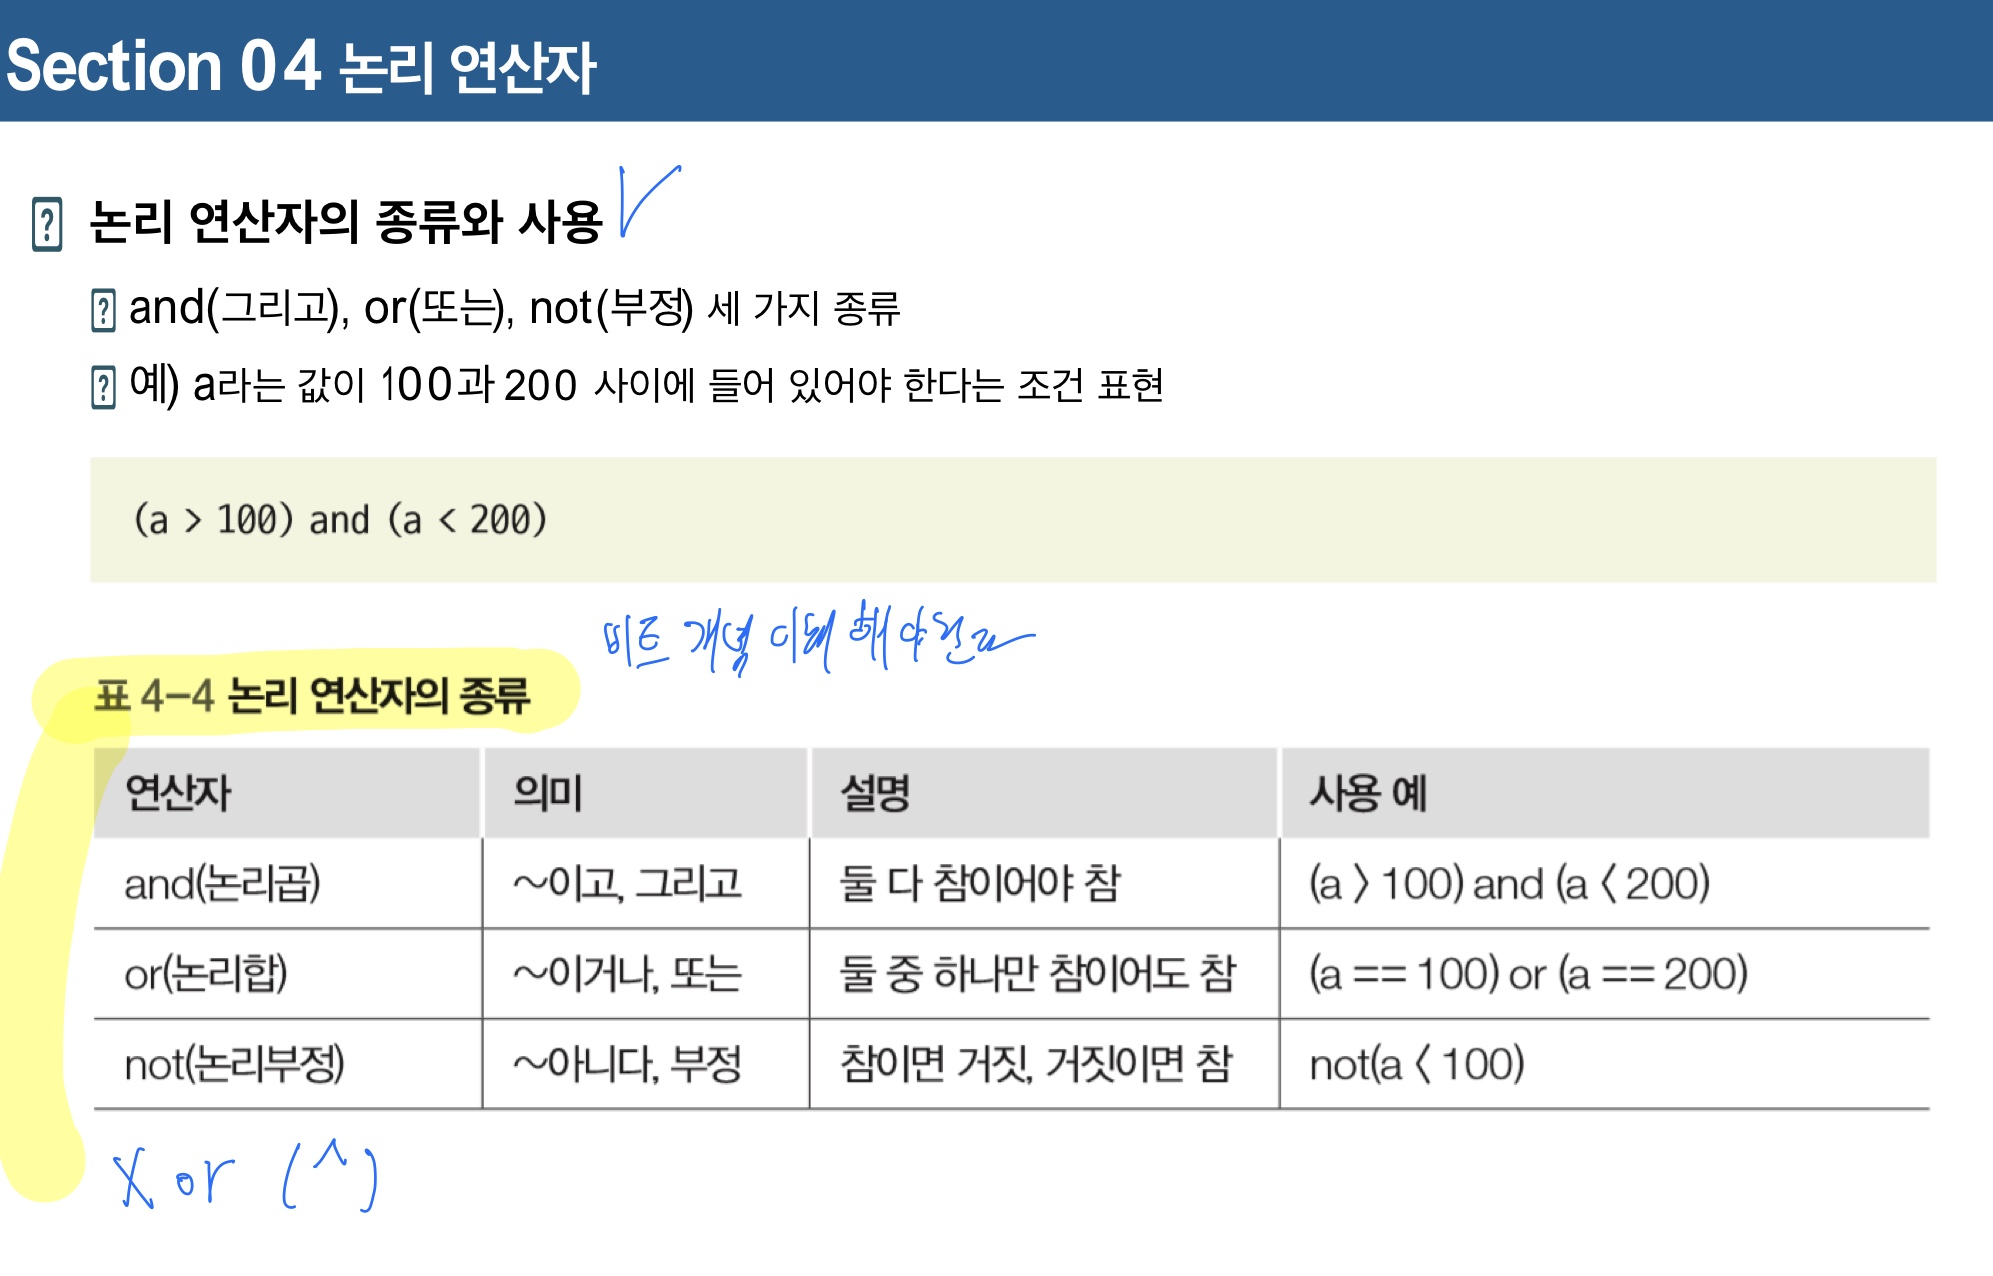 Section 04 논리 연산자
논리 연산자의 종류와 사용
and(그리고), or(또는), not(부정) 세 가지 종류
예) a라는 값이 100과 200 사이에 들어 있어야 한다는 조건 표현
(a > 100) and (a < 200)
비트 개념 이해 해야한다
표 4-4 논리 연산자의 종류
연산자 의미 설명 사용 예
and(논리곱) ~이고, 그리고 둘 다 참이어야 참 (a > 100) and (a < 200)
or(논리합) ~이거나, 또는 둘 중 하나만 참이어도 참 (a == 100) or (a == 200)
not(논리부정) ~아니다, 부정 참이면 거짓, 거짓이면 참 not(a < 100)
Xor (^)